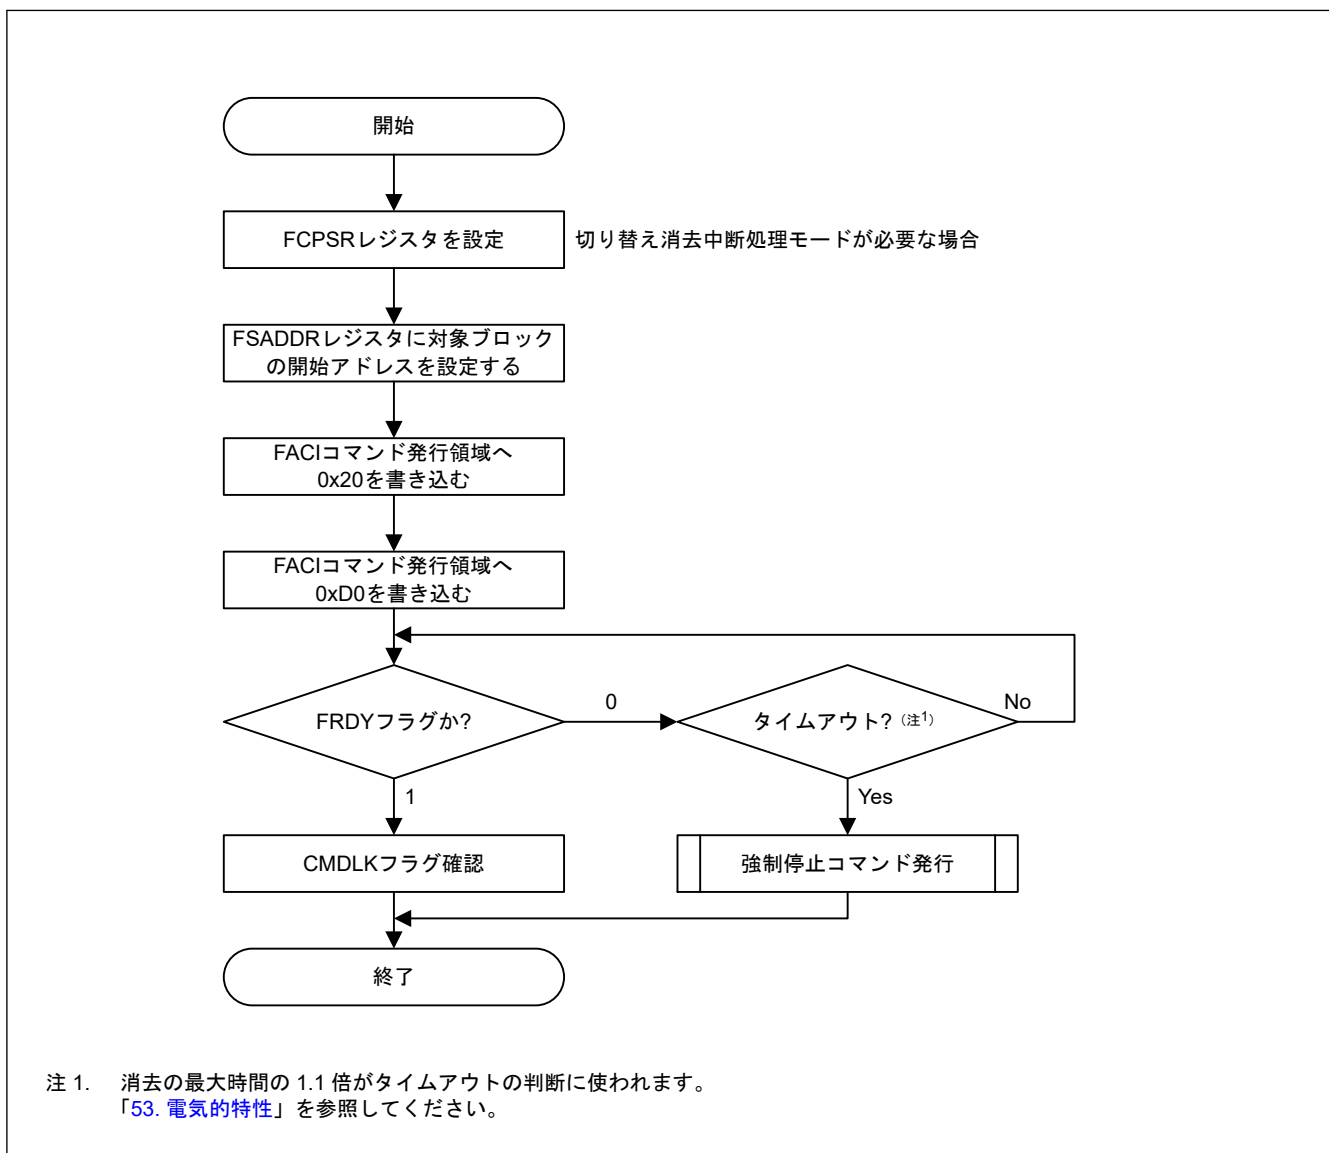 開始
FCPSRレジスタを設定
切り替え消去中断処理モードが必要な場合
FSADDRレジスタに対象ブロック
の開始アドレスを設定する
FACIコマンド発行領域へ
0x20を書き込む
FACIコマンド発行領域へ
0xD0を書き込む
FRDYフラグか?
0
タイムアウト?（注1）
No
1
Yes
CMDLKフラグ確認
強制停止コマンド発行
終了
注 1. 消去の最大時間の 1.1 倍がタイムアウトの判断に使われます。
「53. 電気的特性」を参照してください。